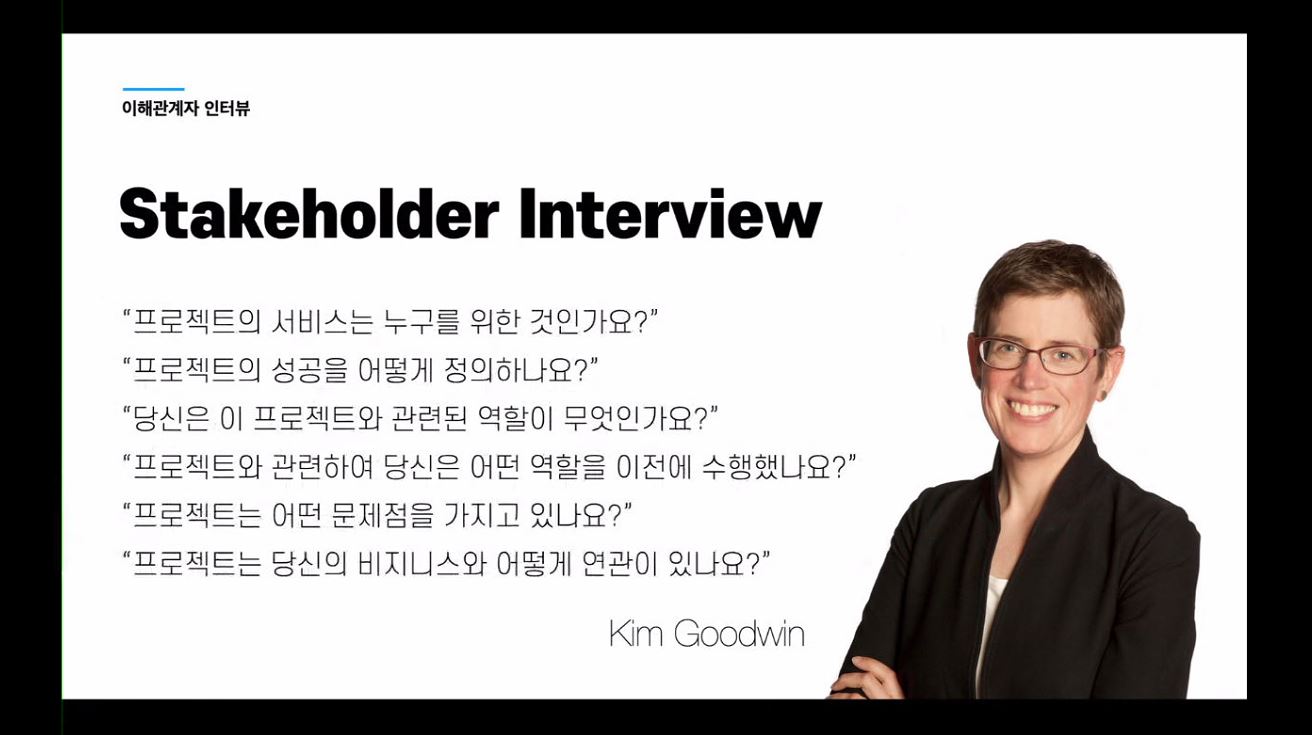 이해관계자 인터뷰
Stakeholder Interview
“프로젝트의 서비스는 누구를 위한 것인가요?”
“프로젝트의 성공을 어떻게 정의하나요?”
“당신은 이 프로젝트와 관련된 역할이 무엇인가요?”
“프로젝트와 관련하여 당신은 어떤 역할을 이전에 수행했나요?”
“프로젝트는 어떤 문제점을 가지고 있나요?”
“프로젝트는 당신의 비지니스와 어떻게 연관이 있나요?”
Kim Goodwin